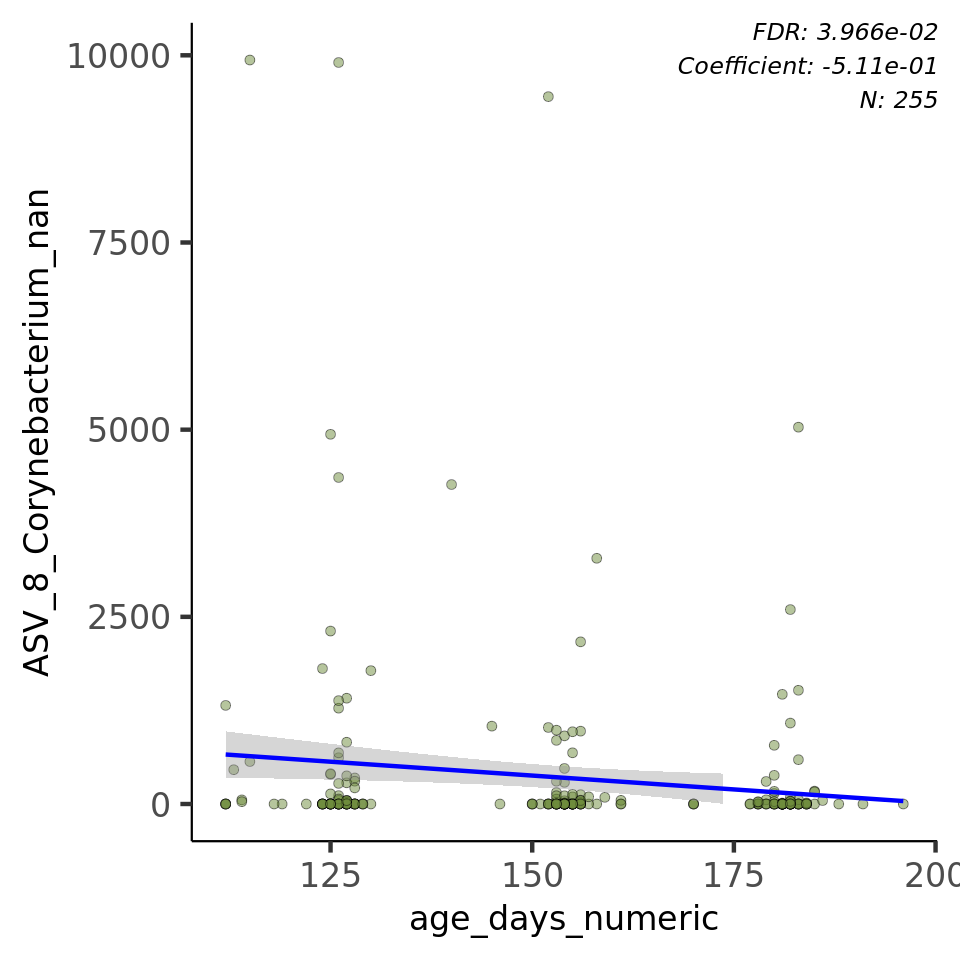 FDR: 3.966e-02
Coefficient: -5.11e-01
N: 255
ASV_8_Corynebacterium_nan
10000
7500
5000
2500
0
125 150 175 200
age_days_numeric